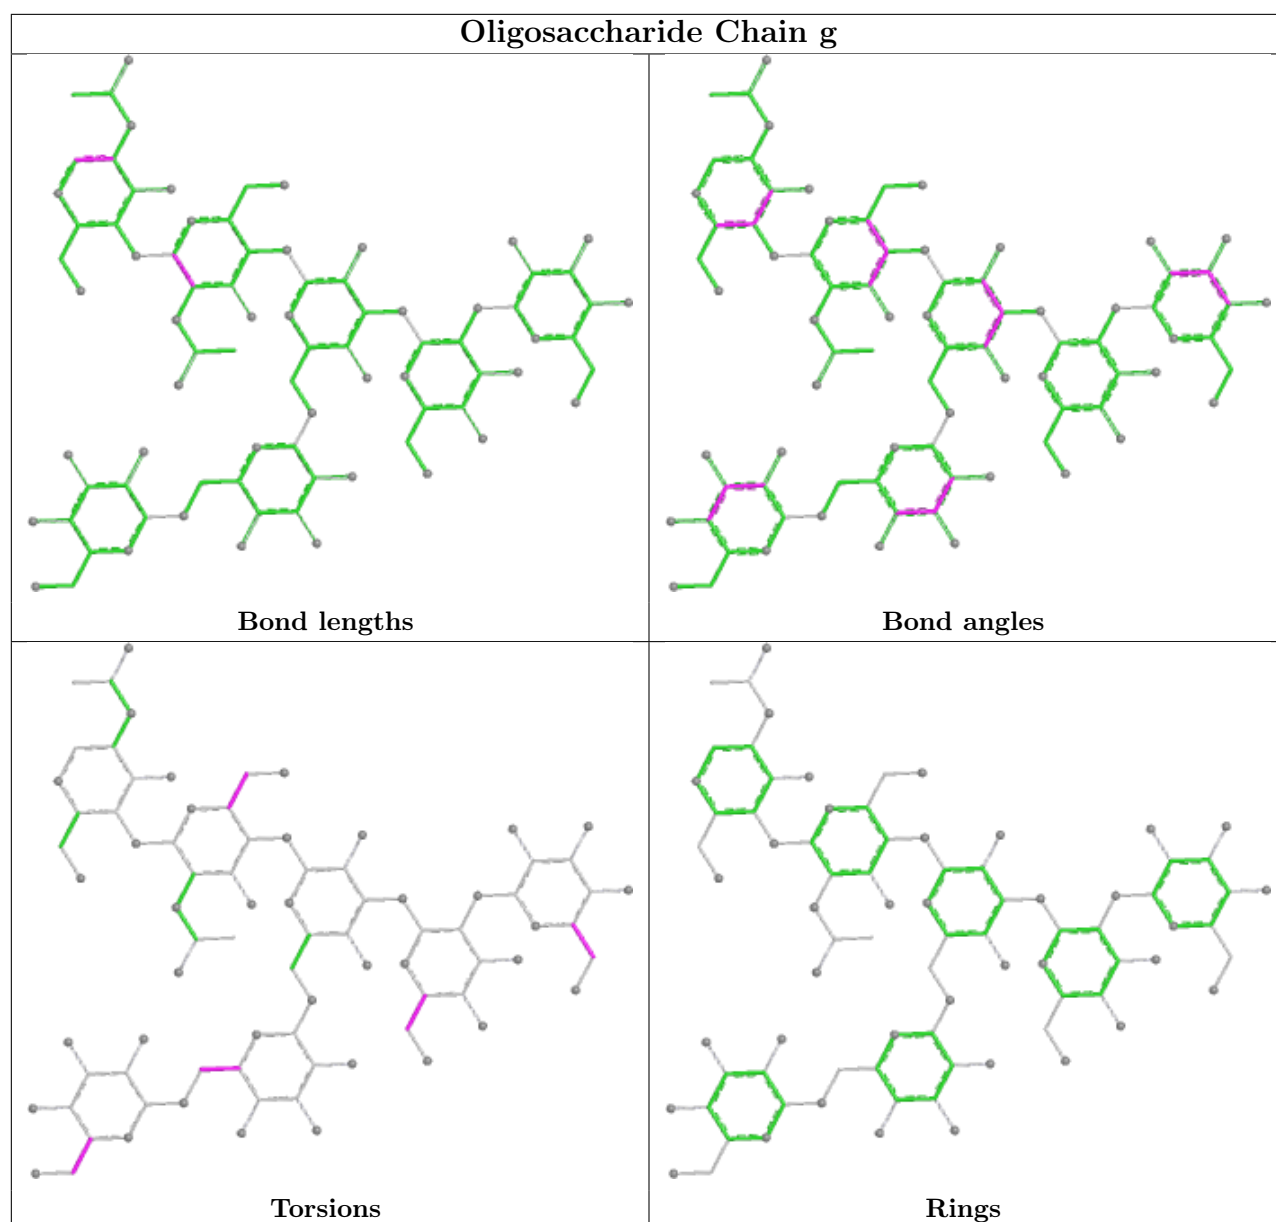 Oligosaccharide Chain g
Bond lengths
Bond angles
Torsions
Rings